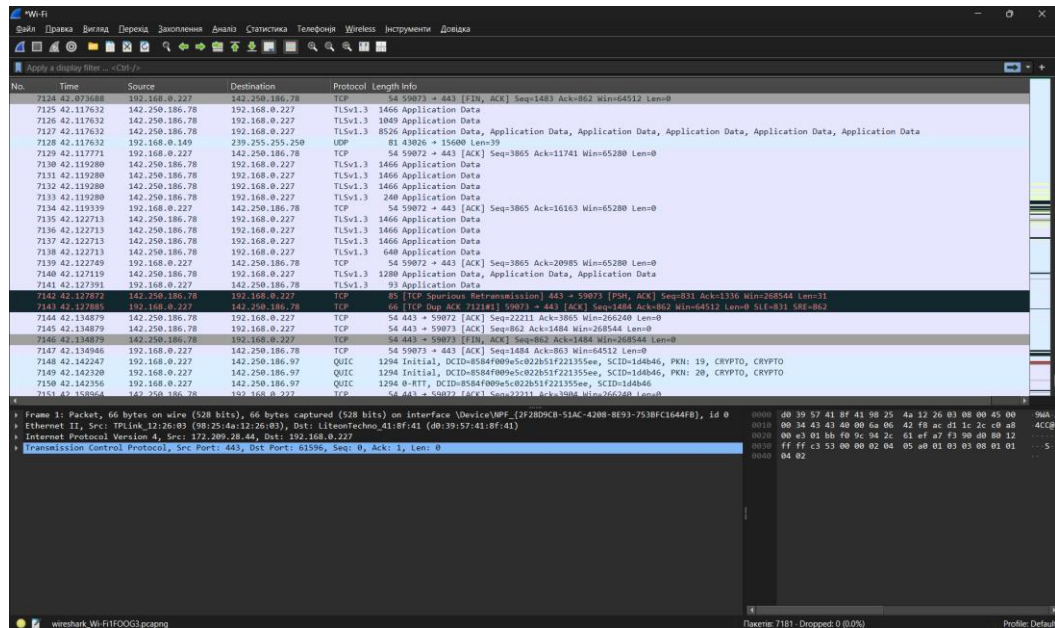 *Wi-Fi
Файл Правка Вигляд Перехід Захоплення Аналіз Статистика Телефонія Wireless Інструменти Довідка
Apply a display filter ... <Ctrl-/>
No. Time Source Destination Protocol Length Info
7124 42.073688 192.168.0.227 142.250.186.78 TCP 54 59073 → 443 [FIN, ACK] Seq=1483 Ack=862 Win=64512 Len=0
7125 42.117632 142.250.186.78 192.168.0.227 TLSv1.3 1466 Application Data
7126 42.117632 142.250.186.78 192.168.0.227 TLSv1.3 1049 Application Data
7127 42.117632 142.250.186.78 192.168.0.227 TLSv1.3 8526 Application Data, Application Data, Application Data, Application Data, Application Data, Application Data
7128 42.117632 192.168.0.149 239.255.255.250 UDP 81 43026 → 15600 Len=39
7129 42.117771 192.168.0.227 142.250.186.78 TCP 54 59072 → 443 [ACK] Seq=3865 Ack=11741 Win=65280 Len=0
7130 42.119280 142.250.186.78 192.168.0.227 TLSv1.3 1466 Application Data
7131 42.119280 142.250.186.78 192.168.0.227 TLSv1.3 1466 Application Data
7132 42.119280 142.250.186.78 192.168.0.227 TLSv1.3 1466 Application Data
7133 42.119280 142.250.186.78 192.168.0.227 TLSv1.3 240 Application Data
7134 42.119339 192.168.0.227 142.250.186.78 TCP 54 59072 → 443 [ACK] Seq=3865 Ack=16163 Win=65280 Len=0
7135 42.122713 142.250.186.78 192.168.0.227 TLSv1.3 1466 Application Data
7136 42.122713 142.250.186.78 192.168.0.227 TLSv1.3 1466 Application Data
7137 42.122713 142.250.186.78 192.168.0.227 TLSv1.3 1466 Application Data
7138 42.122713 142.250.186.78 192.168.0.227 TLSv1.3 640 Application Data
7139 42.122749 192.168.0.227 142.250.186.78 TCP 54 59072 → 443 [ACK] Seq=3865 Ack=20985 Win=65280 Len=0
7140 42.127119 142.250.186.78 192.168.0.227 TLSv1.3 1280 Application Data, Application Data, Application Data
7141 42.127391 142.250.186.78 192.168.0.227 TLSv1.3 93 Application Data
7142 42.127872 142.250.186.78 192.168.0.227 TCP 85 [TCP Spurious Retransmission] 443 → 59073 [PSH, ACK] Seq=831 Ack=1336 Win=268544 Len=31
7143 42.127885 192.168.0.227 142.250.186.78 TCP 66 [TCP Dup ACK 7121#1] 59073 → 443 [ACK] Seq=1484 Ack=862 Win=64512 Len=0 SLE=831 SRE=862
7144 42.134879 142.250.186.78 192.168.0.227 TCP 54 443 → 59072 [ACK] Seq=22211 Ack=3865 Win=266240 Len=0
7145 42.134879 142.250.186.78 192.168.0.227 TCP 54 443 → 59073 [ACK] Seq=862 Ack=1484 Win=268544 Len=0
7146 42.134879 142.250.186.78 192.168.0.227 TCP 54 443 → 59073 [FIN, ACK] Seq=862 Ack=1484 Win=268544 Len=0
7147 42.134946 192.168.0.227 142.250.186.78 TCP 54 59073 → 443 [ACK] Seq=1484 Ack=863 Win=64512 Len=0
7148 42.142247 192.168.0.227 142.250.186.97 QUIC 1294 Initial, DCID=8584f009e5c022b51f221355ee, SCID=1d4b46, PKN: 19, CRYPTO, CRYPTO
7149 42.142320 192.168.0.227 142.250.186.97 QUIC 1294 Initial, DCID=8584f009e5c022b51f221355ee, SCID=1d4b46, PKN: 20, CRYPTO, CRYPTO
7150 42.142356 192.168.0.227 142.250.186.97 QUIC 1294 0-RTT, DCID=8584f009e5c022b51f221355ee, SCID=1d4b46
7151 42.158964 142.250.186.78 192.168.0.227 TCP 54 443 → 59072 [ACK] Seq=22211 Ack=3904 Win=266240 Len=0
Frame 1: Packet, 66 bytes on wire (528 bits), 66 bytes captured (528 bits) on interface \Device\NPF_{2F28D9CB-51AC-4208-8E93-753BFC1644FB}, id 0
Ethernet II, Src: TPLink_12:26:03 (98:25:4a:12:26:03), Dst: LiteonTechno_41:8f:41 (d0:39:57:41:8f:41)
Internet Protocol Version 4, Src: 172.209.28.44, Dst: 192.168.0.227
Transmission Control Protocol, Src Port: 443, Dst Port: 61596, Seq: 0, Ack: 1, Len: 0
0000 d0 39 57 41 8f 41 98 25 4a 12 26 03 08 00 45 00 ·9WA·
0010 00 34 43 43 40 00 6a 06 42 f8 ac d1 1c 2c c0 a8 ·4CC@
0020 00 e3 01 bb f0 9c 94 2c 61 ef a7 f3 90 d0 80 12
0030 ff ff c3 53 00 00 02 04 05 a0 01 03 03 08 01 01 ···S
0040 04 02
wireshark_Wi-Fi1FOOG3.pcapng
Пакетів: 7181 · Dropped: 0 (0.0%)
Profile: Default